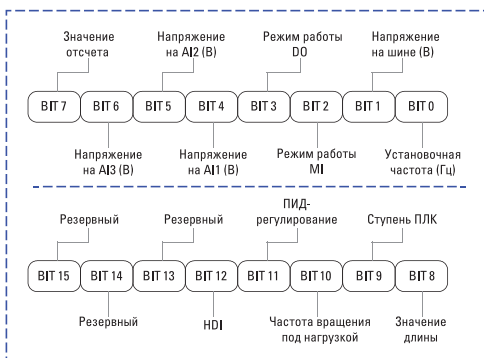 Значение
отсчета
Напряжение
на AI2 (В)
Режим работы
DO
Напряжение
на шине (В)
BIT 7
BIT 6
BIT 5
BIT 4
BIT 3
BIT 2
BIT 1
BIT 0
Напряжение
на AI3 (В)
Напряжение
на AI1 (В)
Режим работы
MI
Установочная
частота (Гц)
Резервный
Резервный
ПИД-
регулирование
Ступень ПЛК
BIT 15
BIT 14
BIT 13
BIT 12
BIT 11
BIT 10
BIT 9
BIT 8
Резервный
HDI
Частота вращения
под нагрузкой
Значение
длины